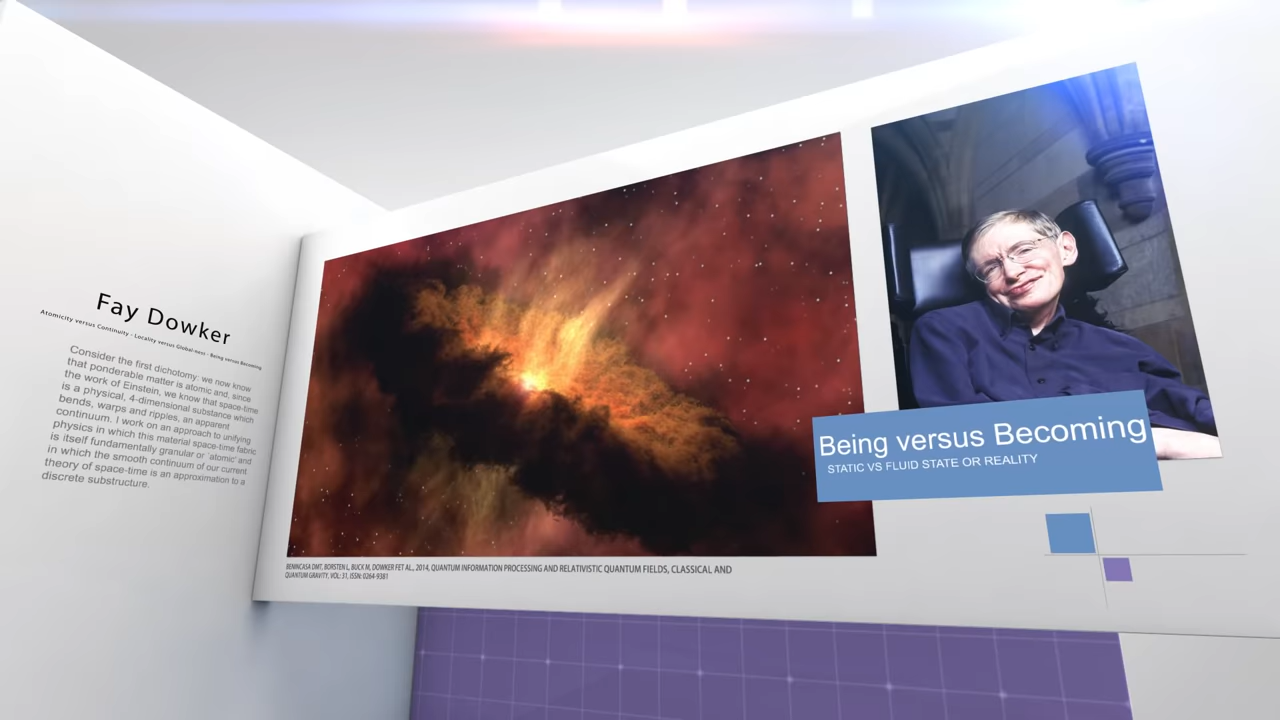 Fay Dowker
Atomicity versus Continuity - Locality versus Global-ness - Being versus Becoming
Consider the first dichotomy: we now know
that ponderable matter is atomic and, since
the work of Einstein, we know that space-time
is a physical, 4-dimensional substance which
bends, warps and ripples, an apparent
continuum. I work on an approach to unifying
physics in which this material space-time fabric
is itself fundamentally granular or ´atomic´ and
in which the smooth continuum of our current
theory of space-time is an approximation to a
discrete substructure.
BENINCASA DMT, BORSTEN L, BUCK M, DOWKER FET AL., 2014, QUANTUM INFORMATION PROCESSING AND RELATIVISTIC QUANTUM FIELDS, CLASSICAL AND
QUANTUM GRAVITY, VOL: 31, ISSN: 0264-9381
Being versus Becoming
STATIC VS FLUID STATE OR REALITY